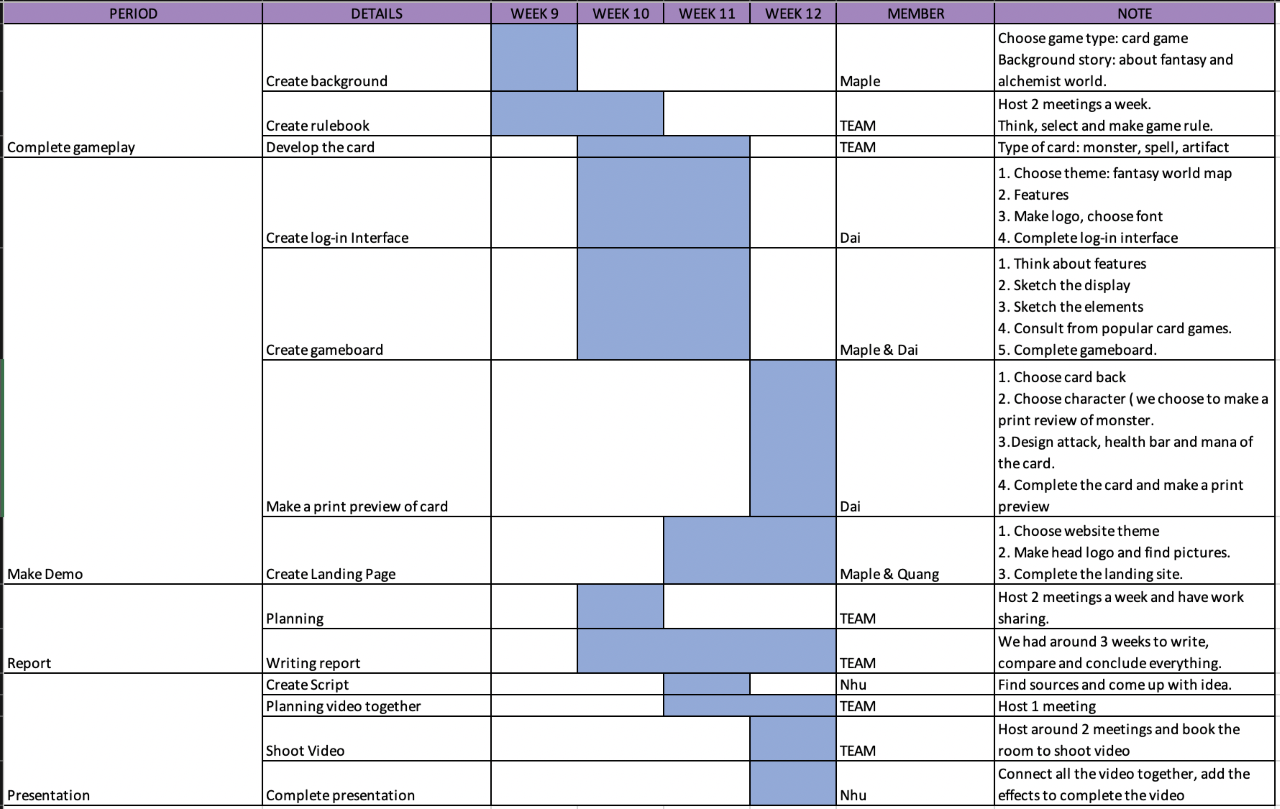 PERIOD DETAILS WEEK 9 WEEK 10 WEEK 11 WEEK 12 MEMBER NOTE
Choose game type: card game
Background story: about fantasy and
Create background Maple alchemist world.
Host 2 meetings a week.
Create rulebook TEAM Think, select and make game rule.
Complete gameplay Develop the card TEAM Type of card: monster, spell, artifact
1. Choose theme: fantasy world map
2. Features
3. Make logo, choose font
Create log-in Interface Dai 4. Complete log-in interface
1. Think about features
2. Sketch the display
3. Sketch the elements
4. Consult from popular card games.
Create gameboard Maple & Dai 5. Complete gameboard.
1. Choose card back
2. Choose character ( we choose to make a
print review of monster.
3.Design attack, health bar and mana of
the card.
4. Complete the card and make a print
Make a print preview of card Dai preview
1. Choose website theme
2. Make head logo and find pictures.
Make Demo Create Landing Page Maple & Quang 3. Complete the landing site.
Host 2 meetings a week and have work
Planning TEAM sharing.
We had around 3 weeks to write,
Report Writing report TEAM compare and conclude everything.
Create Script Nhu Find sources and come up with idea.
Planning video together TEAM Host 1 meeting
Host around 2 meetings and book the
Shoot Video TEAM room to shoot video
Connect all the video together, add the
Presentation Complete presentation Nhu effects to complete the video